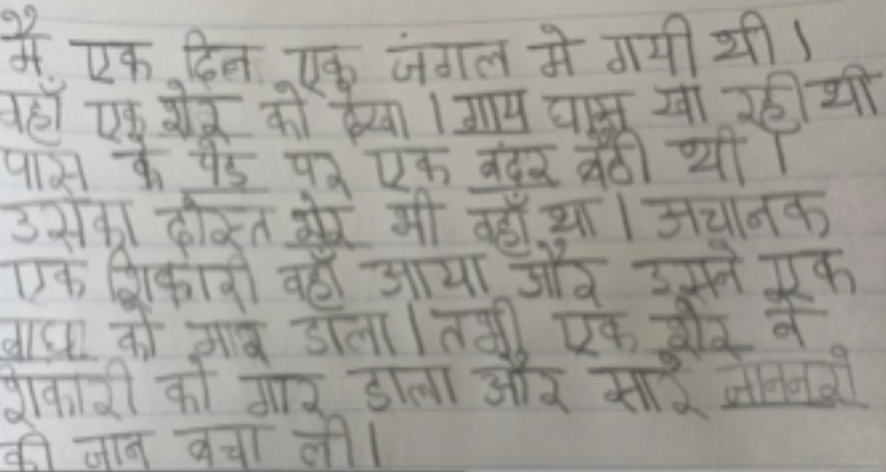 मैं एक दिन एक जंगल मे गयी थी।
वहाँ एक शेर को देखा। गाय घास खा रही थी
पास के पेड़ पर एक बंदर बैठी थी।
उसका दोस्त मोर भी वहाँ था। अचानक
एक शिकारी वहाँ आया और उसने एक
बाघ को मार डाला। तभी एक शेर ने
शिकारी को मार डाला और सारे जानवरो
की जान बचा ली।